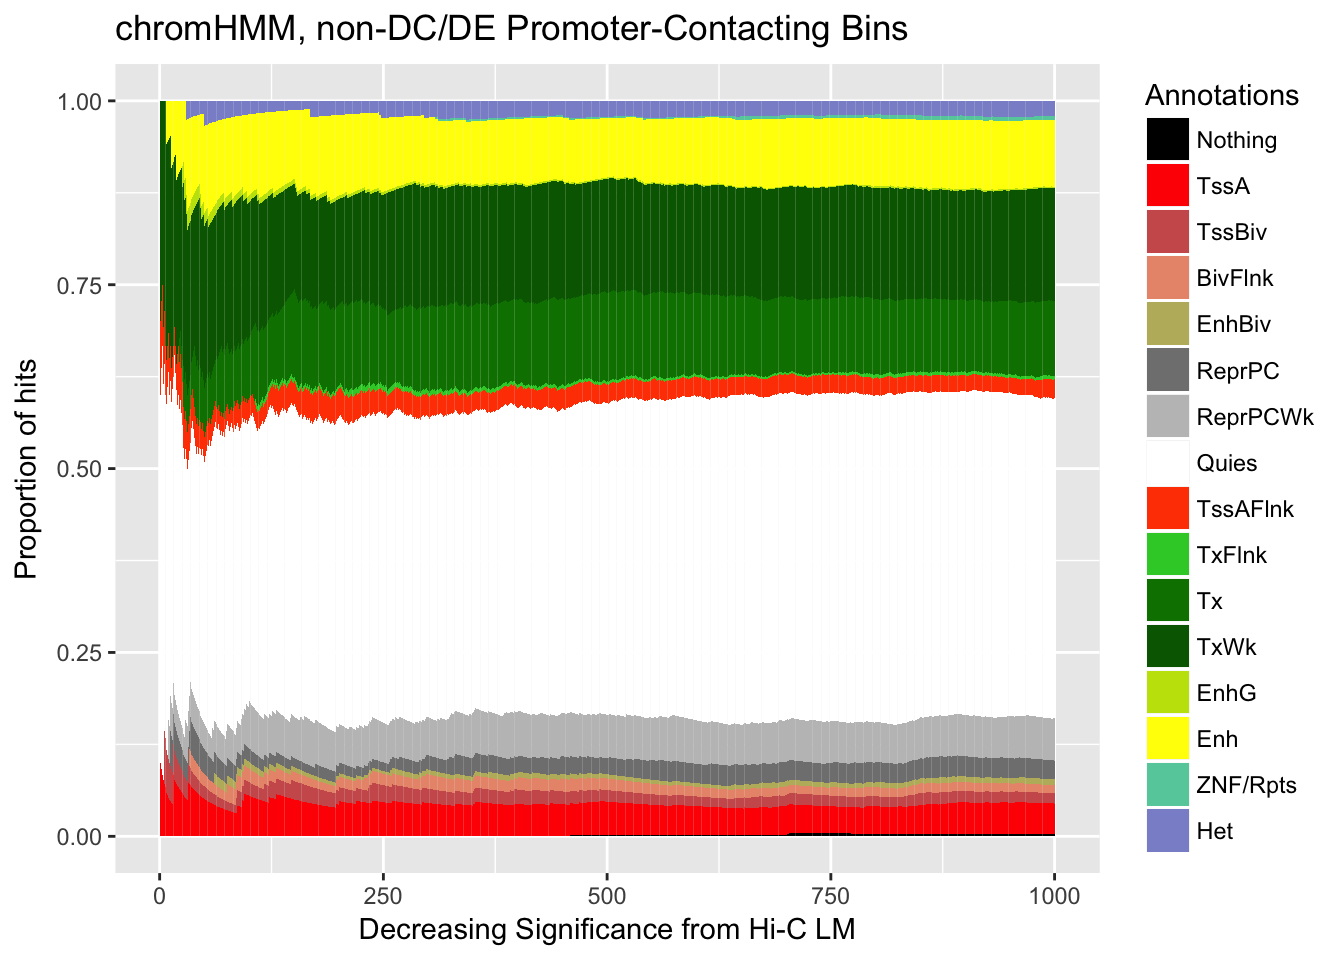 chromHMM, non-DC/DE Promoter-Contacting Bins
1.00
0.75
0.50
0.25
0.00
Proportion of hits
0
250
500
750
1000
Decreasing Significance from Hi-C LM
Annotations
Nothing
TssA
TssBiv
BivFlnk
EnhBiv
ReprPC
ReprPCWk
Quies
TssAFlnk
TxFlnk
Tx
TxWk
EnhG
Enh
ZNF/Rpts
Het